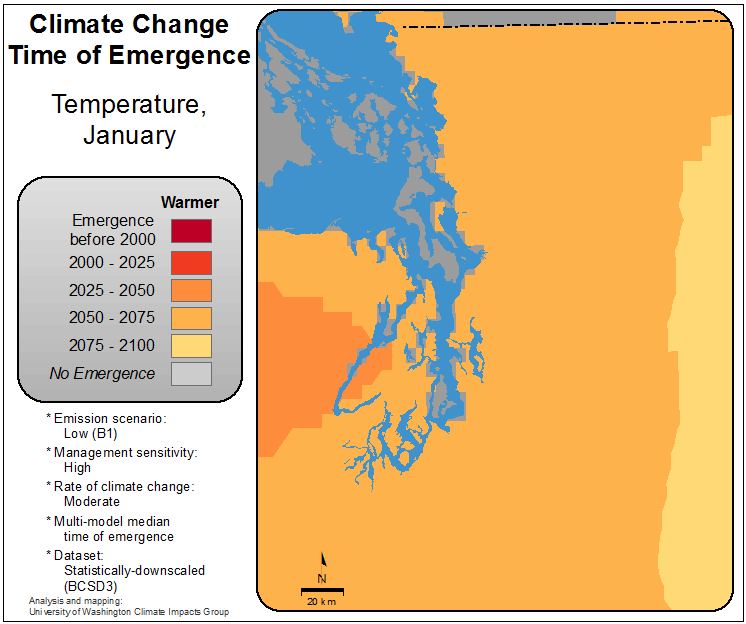 Climate Change
Time of Emergence
Temperature,
January
Warmer
Emergence
before 2000
2000 - 2025
2025 - 2050
2050 - 2075
2075 - 2100
No Emergence
* Emission scenario:
Low (B1)
* Management sensitivity:
High
* Rate of climate change:
Moderate
* Multi-model median
time of emergence
* Dataset:
Statistically-downscaled
(BCSD3)
Analysis and mapping:
University of Washington Climate Impacts Group
N
20 km